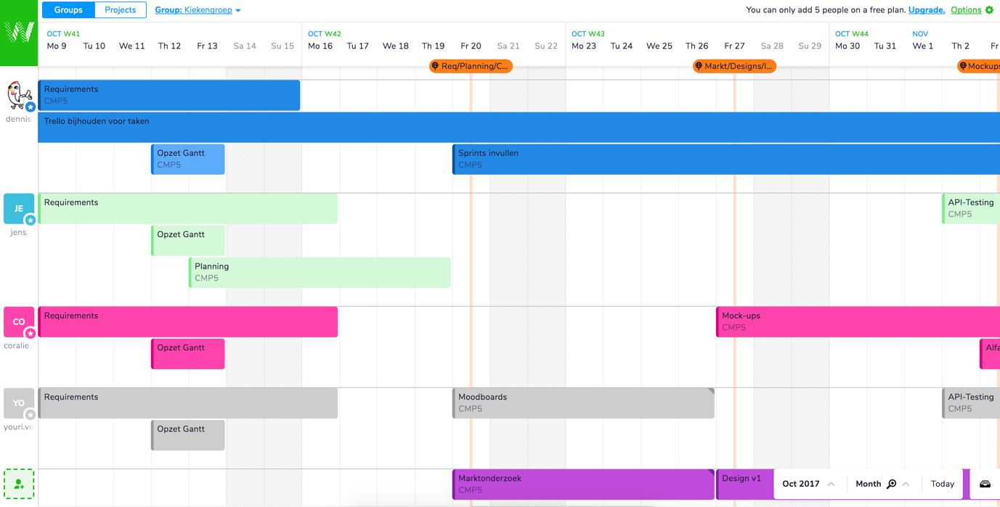 Groups Projects Group: Kiekengroep You can only add 5 people on a free plan. Upgrade. Options
W
OCT W41 OCT W42 OCT W43 OCT W44 NOV
Mo 9 Tu 10 We 11 Th 12 Fr 13 Sa 14 Su 15 Mo 16 Tu 17 We 18 Th 19 Fr 20 Sa 21 Su 22 Mo 23 Tu 24 We 25 Th 26 Fr 27 Sa 28 Su 29 Mo 30 Tu 31 We 1 Th 2 Fr
Req/Planning/C... Markt/Designs/I... Mockups
Requirements
CMP5
dennis
Trello bijhouden voor taken
Opzet Gantt Sprints invullen
CMP5 CMP5
JE
jens
Requirements API-Testing
CMP5
Opzet Gantt
Planning
CMP5
CO
coralie.
Requirements Mock-ups
CMP5
Opzet Gantt Alfa
YO
youri.ve
Requirements Moodboards API-Testing
CMP5 CMP5
Opzet Gantt
Marktonderzoek Design v1
CMP5
Oct 2017 Month Today